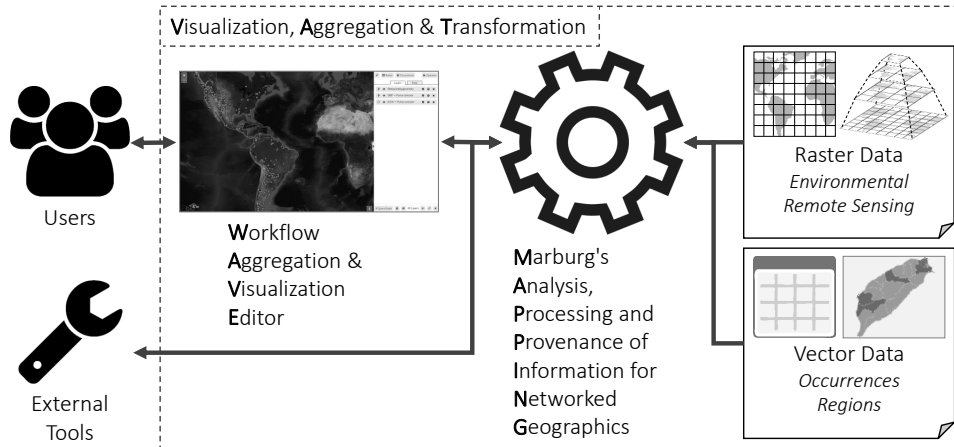 Visualization, Aggregation & Transformation
Users
External
Tools
Workflow
Aggregation &
Visualization
Editor
Marburg's
Analysis,
Processing and
Provenance of
Information for
Networked
Geographics
Raster Data
Environmental
Remote Sensing
Vector Data
Occurrences
Regions